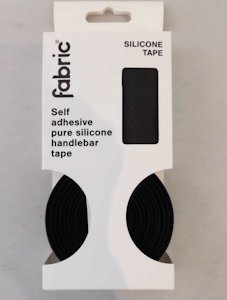 fabric®
SILICONE
TAPE
Self
adhesive
pure silicone
handlebar
tape